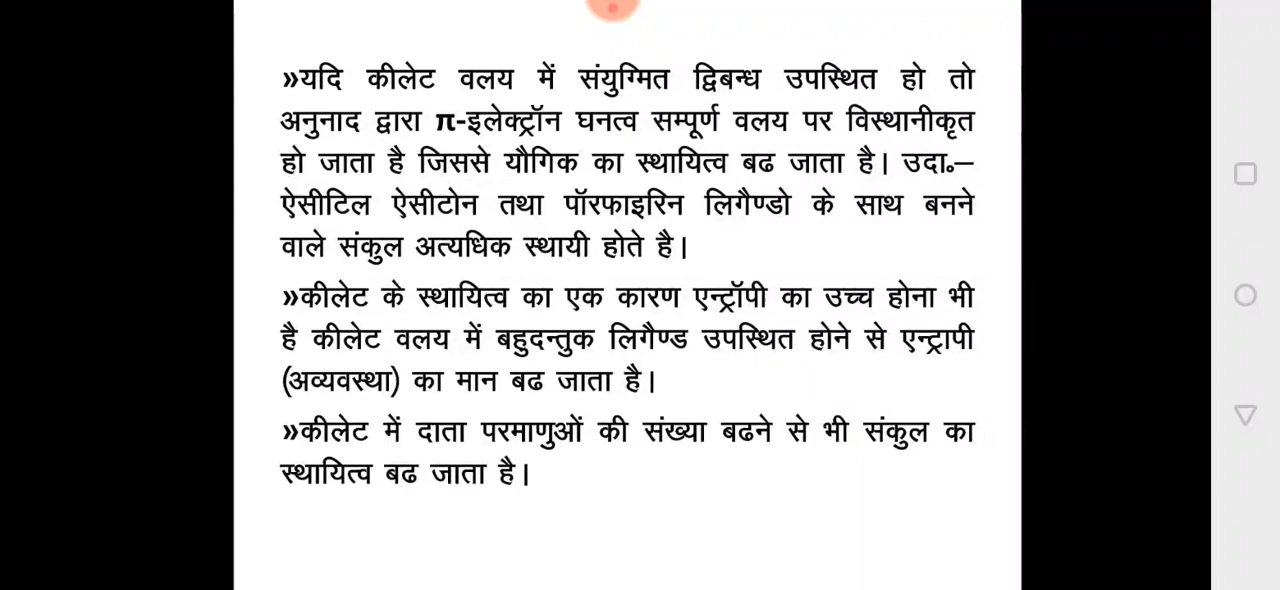 »यदि कीलेट वलय में संयुग्मित द्विबन्ध उपस्थित हो तो
अनुनाद द्वारा π-इलेक्ट्रॉन घनत्व सम्पूर्ण वलय पर विस्थानीकृत
हो जाता है जिससे यौगिक का स्थायित्व बढ जाता है। उदा॰–
ऐसीटिल ऐसीटोन तथा पॉरफाइरिन लिगैण्डो के साथ बनने
वाले संकुल अत्यधिक स्थायी होते है।
»कीलेट के स्थायित्व का एक कारण एन्ट्रॉपी का उच्च होना भी
है कीलेट वलय में बहुदन्तुक लिगैण्ड उपस्थित होने से एन्ट्रापी
(अव्यवस्था) का मान बढ जाता है।
»कीलेट में दाता परमाणुओं की संख्या बढने से भी संकुल का
स्थायित्व बढ जाता है।